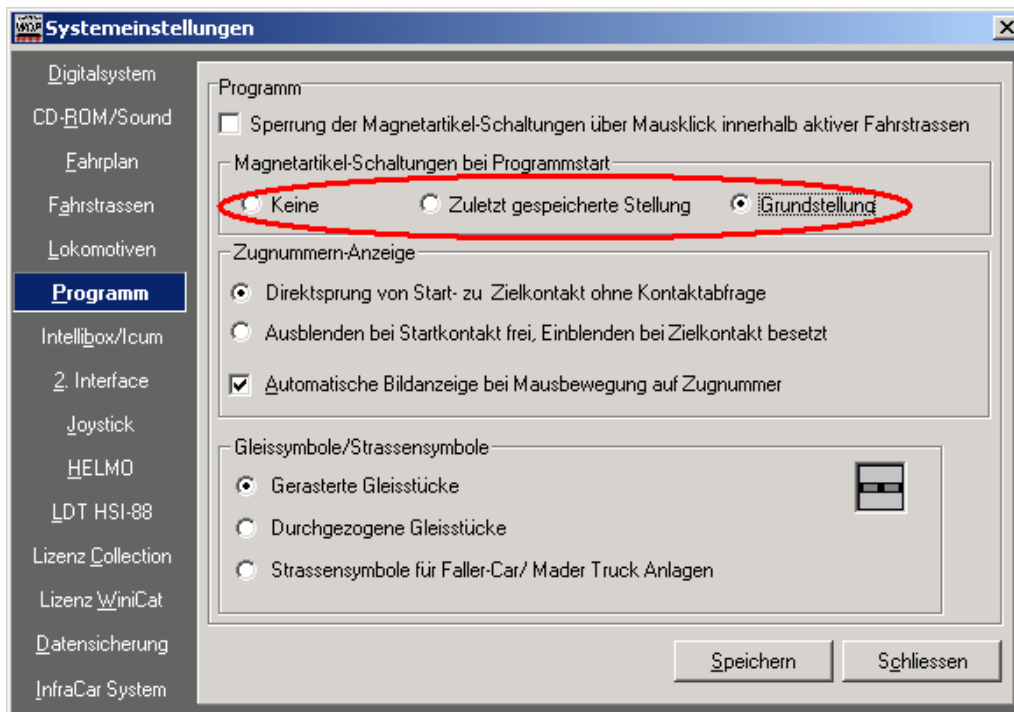 Systemeinstellungen
Digitalsystem
CD-ROM/Sound
Fahrplan
Fahrstrassen
Lokomotiven
Programm
Intellibox/Icum
2. Interface
Joystick
HELMO
LDT HSI-88
Lizenz Collection
Lizenz WiniCat
Datensicherung
InfraCar System
Programm
Sperrung der Magnetartikel-Schaltungen über Mausklick innerhalb aktiver Fahrstrassen
Magnetartikel-Schaltungen bei Programmstart
Keine Zuletzt gespeicherte Stellung Grundstellung
Zugnummern-Anzeige
Direktsprung von Start- zu Zielkontakt ohne Kontaktabfrage
Ausblenden bei Startkontakt frei, Einblenden bei Zielkontakt besetzt
Automatische Bildanzeige bei Mausbewegung auf Zugnummer
Gleissymbole/Strassensymbole
Gerasterte Gleisstücke
Durchgezogene Gleisstücke
Strassensymbole für Faller-Car/ Mader Truck Anlagen
Speichern Schliessen